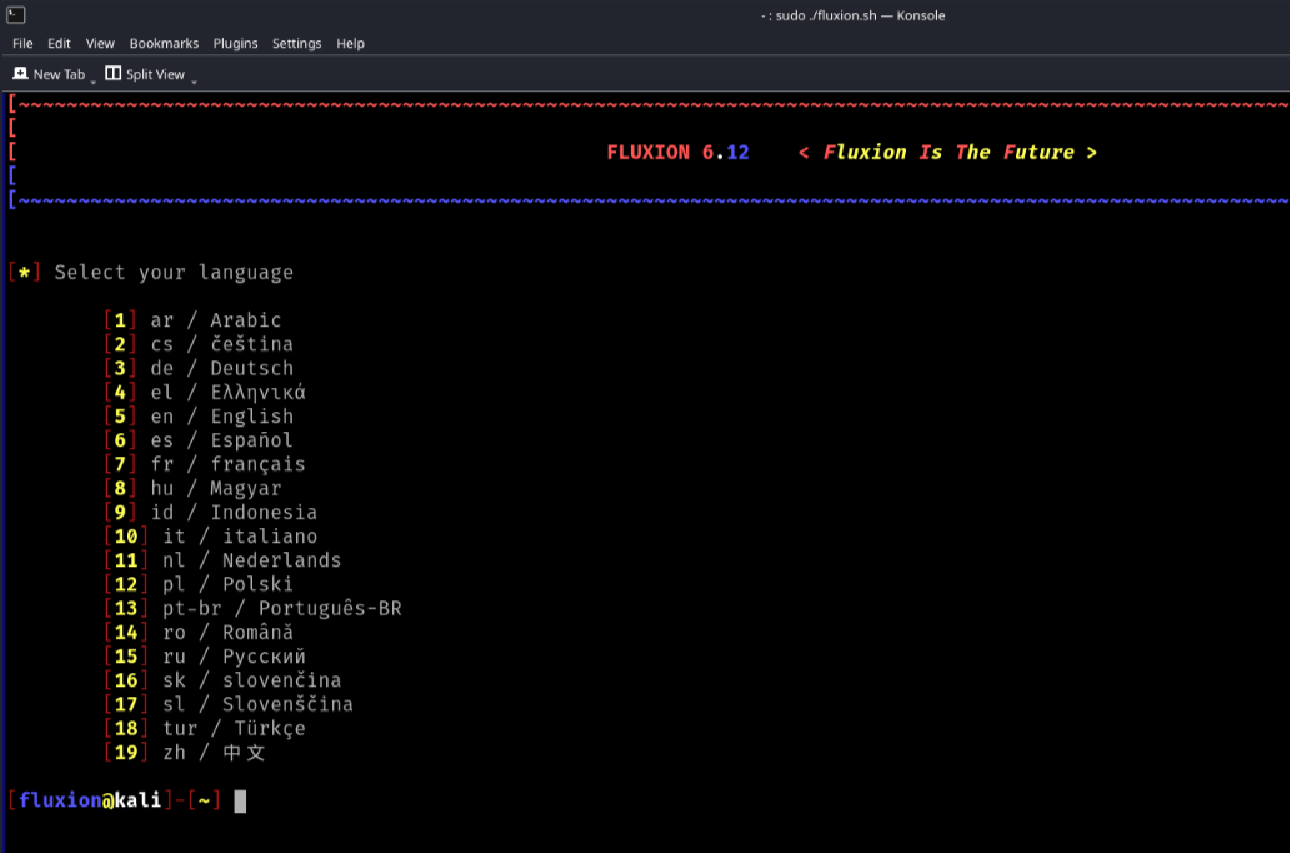 - : sudo ./fluxion.sh — Konsole
File Edit View Bookmarks Plugins Settings Help
New Tab Split View
[~~~~~~~~~~~~~~~~~~~~~~~~~~~~~~~~~~~~~~~~~~~~~~~~~~~~~~~~~~~~~~~~~~~~~~~~~~~~~~~~~~~~~~~~~~~~~~~~~~~~~~~~~~
[
[ FLUXION 6.12 < Fluxion Is The Future >
[
[~~~~~~~~~~~~~~~~~~~~~~~~~~~~~~~~~~~~~~~~~~~~~~~~~~~~~~~~~~~~~~~~~~~~~~~~~~~~~~~~~~~~~~~~~~~~~~~~~~~~~~~~~~
[*] Select your language
[1] ar / Arabic
[2] cs / čeština
[3] de / Deutsch
[4] el / Ελληνικά
[5] en / English
[6] es / Español
[7] fr / français
[8] hu / Magyar
[9] id / Indonesia
[10] it / italiano
[11] nl / Nederlands
[12] pl / Polski
[13] pt-br / Português-BR
[14] ro / Română
[15] ru / Русский
[16] sk / slovenčina
[17] sl / Slovenščina
[18] tur / Türkçe
[19] zh / 中文
[fluxion@kali]-[~]